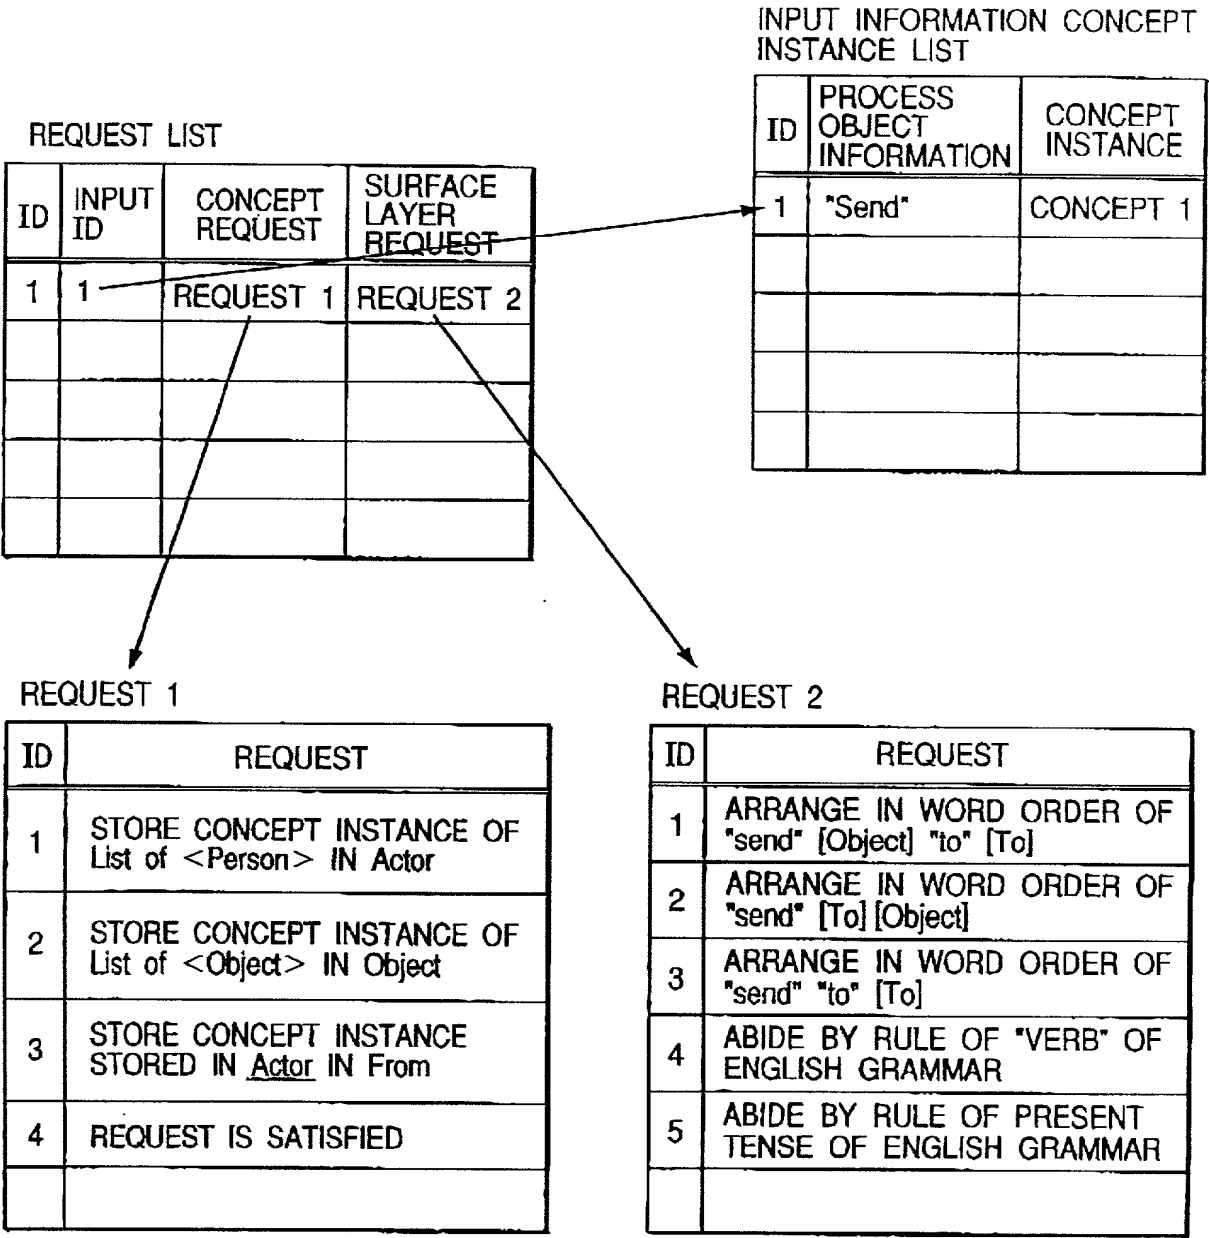 INPUT INFORMATION CONCEPT
INSTANCE LIST
ID
PROCESS
OBJECT
INFORMATION
CONCEPT
INSTANCE
1
"Send"
CONCEPT 1
REQUEST LIST
ID
INPUT
ID
CONCEPT
REQUEST
SURFACE
LAYER
REQUEST
1
1
REQUEST 1
REQUEST 2
REQUEST 1
ID
REQUEST
1
STORE CONCEPT INSTANCE OF
List of <Person> IN Actor
2
STORE CONCEPT INSTANCE OF
List of <Object> IN Object
3
STORE CONCEPT INSTANCE
STORED IN Actor IN From
4
REQUEST IS SATISFIED
REQUEST 2
ID
REQUEST
1
ARRANGE IN WORD ORDER OF
"send" [Object] "to" [To]
2
ARRANGE IN WORD ORDER OF
"send" [To] [Object]
3
ARRANGE IN WORD ORDER OF
"send" "to" [To]
4
ABIDE BY RULE OF "VERB" OF
ENGLISH GRAMMAR
5
ABIDE BY RULE OF PRESENT
TENSE OF ENGLISH GRAMMAR